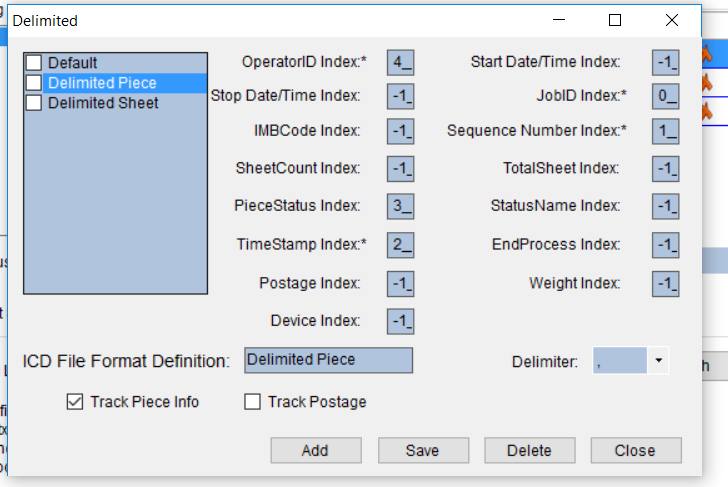 Delimited
Default
Delimited Piece
Delimited Sheet
OperatorID Index:* 4_ Start Date/Time Index: -1_
Stop Date/Time Index: -1_ JobID Index:* 0_
IMBCode Index: -1_ Sequence Number Index:* 1_
SheetCount Index: -1_ TotalSheet Index: -1_
PieceStatus Index: 3_ StatusName Index: -1_
TimeStamp Index:* 2_ EndProcess Index: -1_
Postage Index: -1_ Weight Index: -1_
Device Index: -1_
ICD File Format Definition: Delimited Piece Delimiter: ,
Track Piece Info Track Postage
Add Save Delete Close